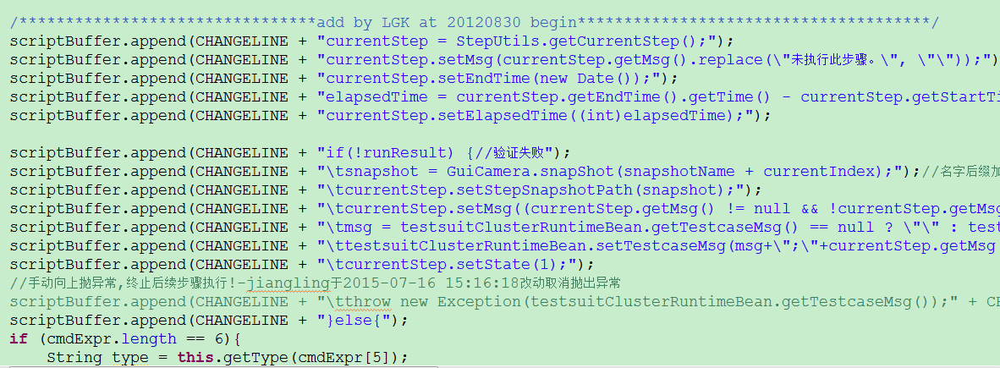 /********************************add by LGK at 20120830 begin**************************************/
scriptBuffer.append(CHANGELINE + "currentStep = StepUtils.getCurrentStep();");
scriptBuffer.append(CHANGELINE + "currentStep.setMsg(currentStep.getMsg().replace(\"未执行此步骤。\", \"\"));")
scriptBuffer.append(CHANGELINE + "currentStep.setEndTime(new Date());");
scriptBuffer.append(CHANGELINE + "elapsedTime = currentStep.getEndTime().getTime() - currentStep.getStartTi
scriptBuffer.append(CHANGELINE + "currentStep.setElapsedTime((int)elapsedTime);");
scriptBuffer.append(CHANGELINE + "if(!runResult) {//验证失败");
scriptBuffer.append(CHANGELINE + "\tsnapshot = GuiCamera.snapShot(snapshotName + currentIndex);");//名字后缀加
scriptBuffer.append(CHANGELINE + "\tcurrentStep.setStepSnapshotPath(snapshot);");
scriptBuffer.append(CHANGELINE + "\tcurrentStep.setMsg((currentStep.getMsg() != null && !currentStep.getMsg
scriptBuffer.append(CHANGELINE + "\tmsg = testsuitClusterRuntimeBean.getTestcaseMsg() == null ? \"\" : test
scriptBuffer.append(CHANGELINE + "\ttestsuitClusterRuntimeBean.setTestcaseMsg(msg+\";\"+currentStep.getMsg
scriptBuffer.append(CHANGELINE + "\tcurrentStep.setState(1);");
//手动向上抛异常,终止后续步骤执行!-jiangling于2015-07-16 15:16:18改动取消抛出异常
scriptBuffer.append(CHANGELINE + "\tthrow new Exception(testsuitClusterRuntimeBean.getTestcaseMsg());" + CH
scriptBuffer.append(CHANGELINE + "}else{");
if (cmdExpr.length == 6){
String type = this.getType(cmdExpr[5]);